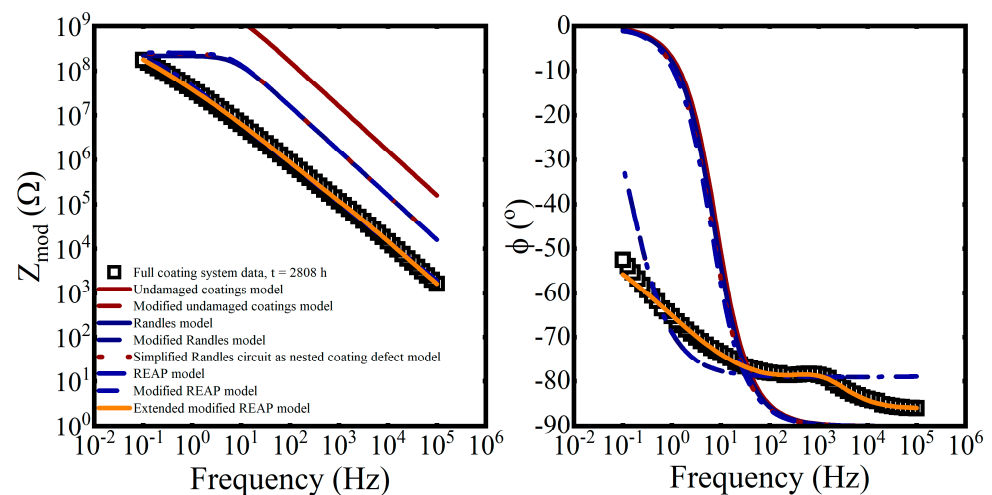 10^9
10^8
10^7
10^6
10^5
10^4
10^3
10^2
10^1
10^0
Z_mod (Ω)
Full coating system data, t = 2808 h
Undamaged coatings model
Modified undamaged coatings model
Randles model
Modified Randles model
Simplified Randles circuit as nested coating defect model
REAP model
Modified REAP model
Extended modified REAP model
10^-2 10^-1 10^0 10^1 10^2 10^3 10^4 10^5 10^6
Frequency (Hz)
0
-10
-20
-30
-40
-50
-60
-70
-80
-90
ϕ (º)
10^-2 10^-1 10^0 10^1 10^2 10^3 10^4 10^5 10^6
Frequency (Hz)